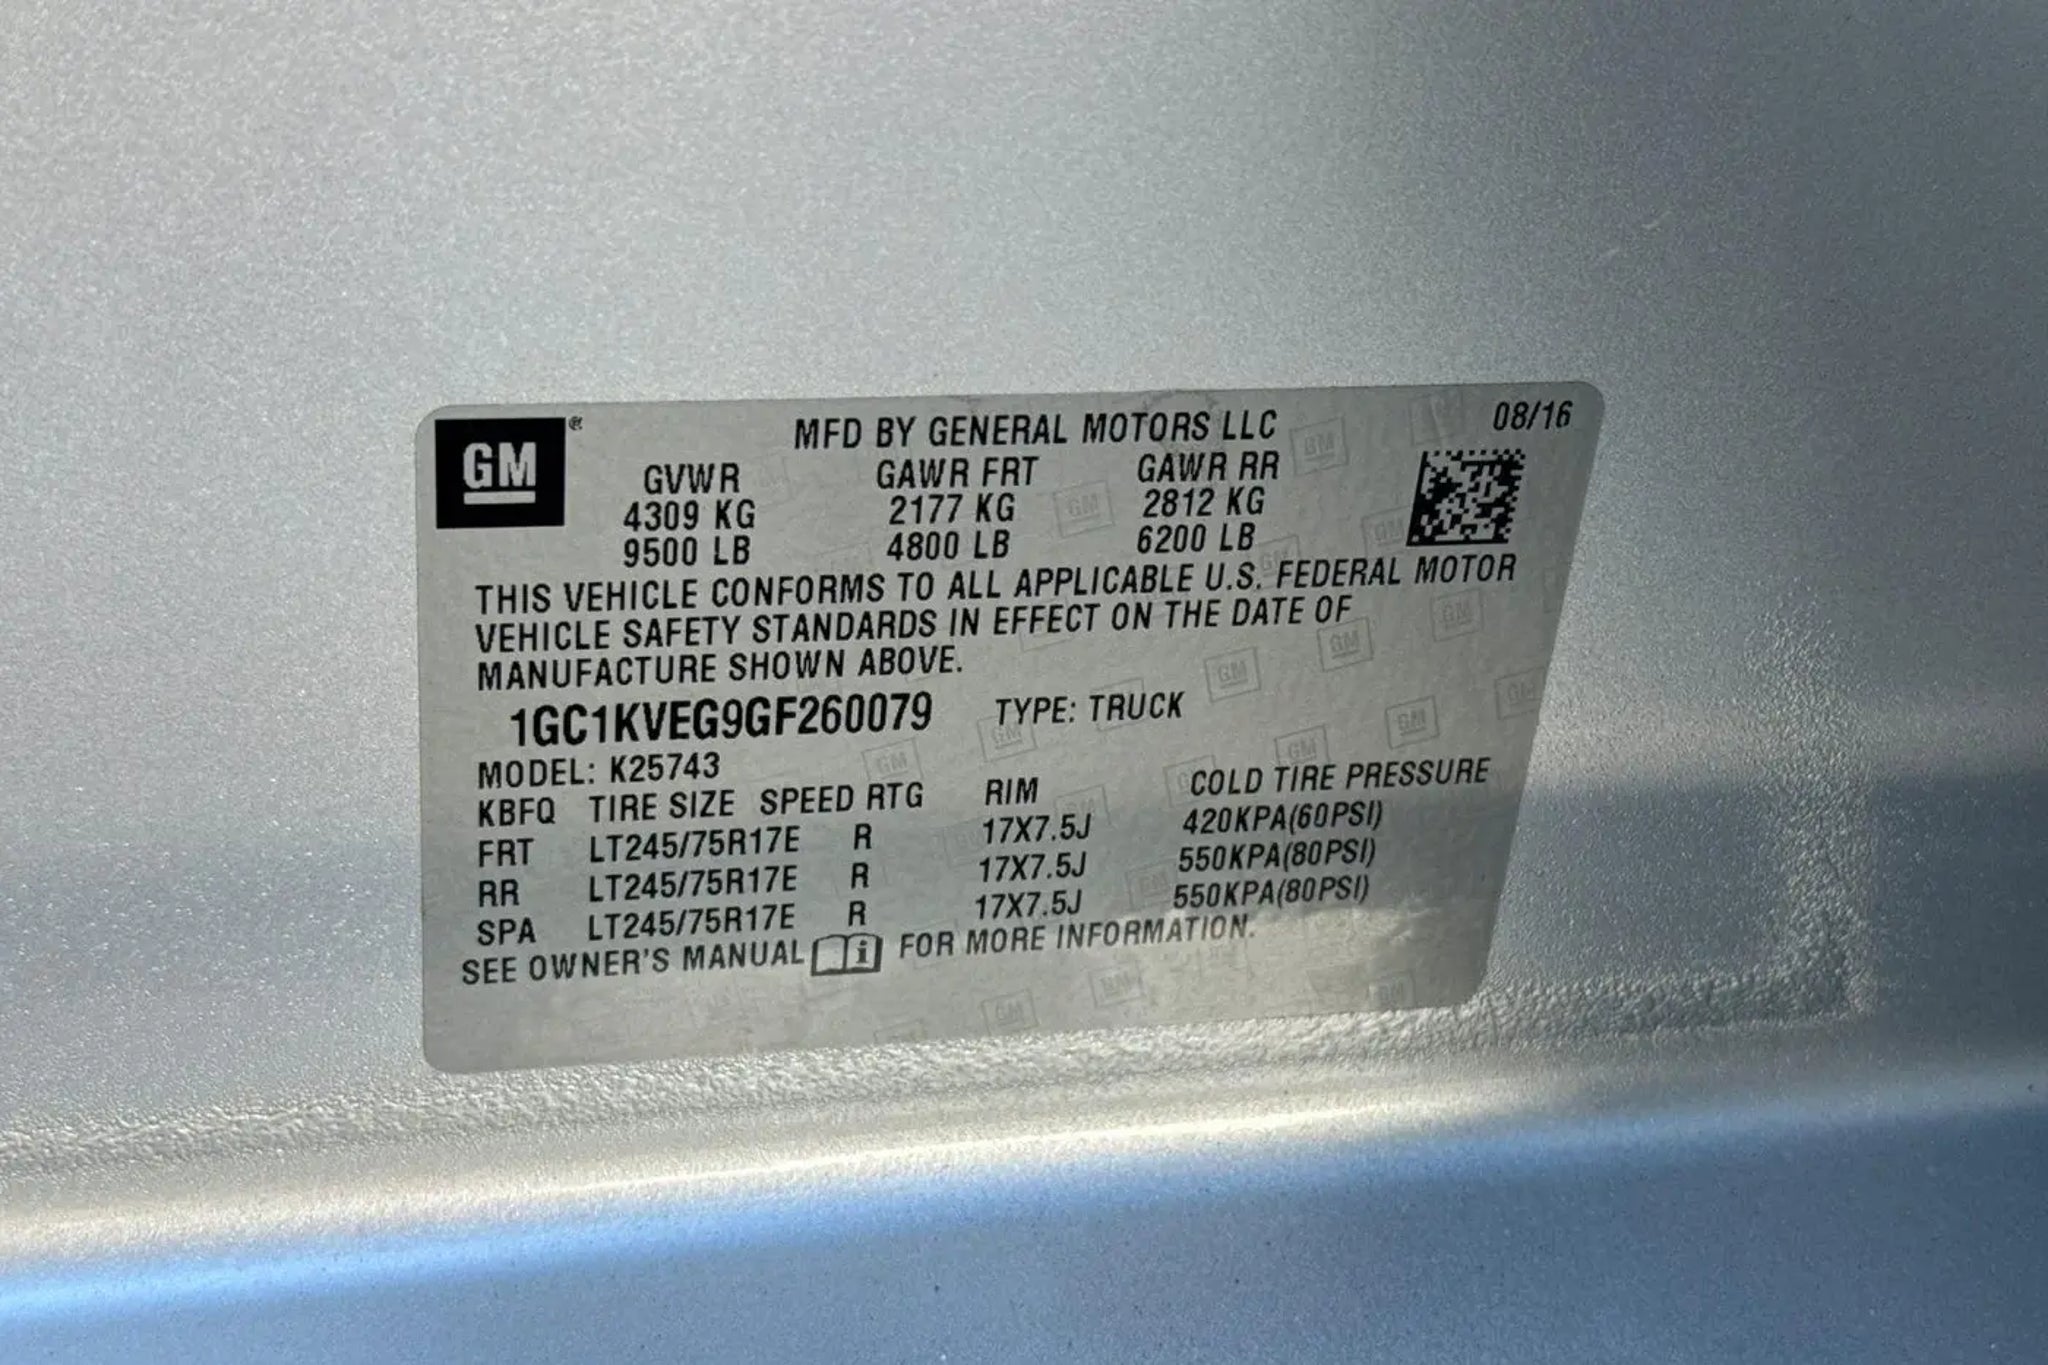 GM ®
MFD BY GENERAL MOTORS LLC 08/16
GVWR GAWR FRT GAWR RR
4309 KG 2177 KG 2812 KG
9500 LB 4800 LB 6200 LB
THIS VEHICLE CONFORMS TO ALL APPLICABLE U.S. FEDERAL MOTOR
VEHICLE SAFETY STANDARDS IN EFFECT ON THE DATE OF
MANUFACTURE SHOWN ABOVE.
1GC1KVEG9GF260079 TYPE: TRUCK
MODEL: K25743
KBFQ TIRE SIZE SPEED RTG RIM COLD TIRE PRESSURE
FRT LT245/75R17E R 17X7.5J 420KPA(60PSI)
RR LT245/75R17E R 17X7.5J 550KPA(80PSI)
SPA LT245/75R17E R 17X7.5J 550KPA(80PSI)
SEE OWNER'S MANUAL i FOR MORE INFORMATION.